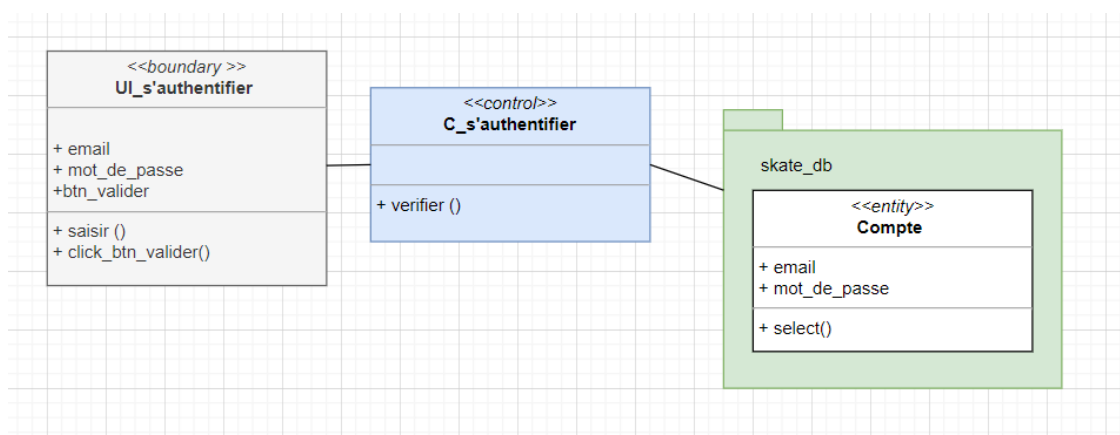 <<boundary >>
UI_s'authentifier
+ email
+ mot_de_passe
+btn_valider
+ saisir ()
+ click_btn_valider()
<<control>>
C_s'authentifier
+ verifier ()
skate_db
<<entity>>
Compte
+ email
+ mot_de_passe
+ select()